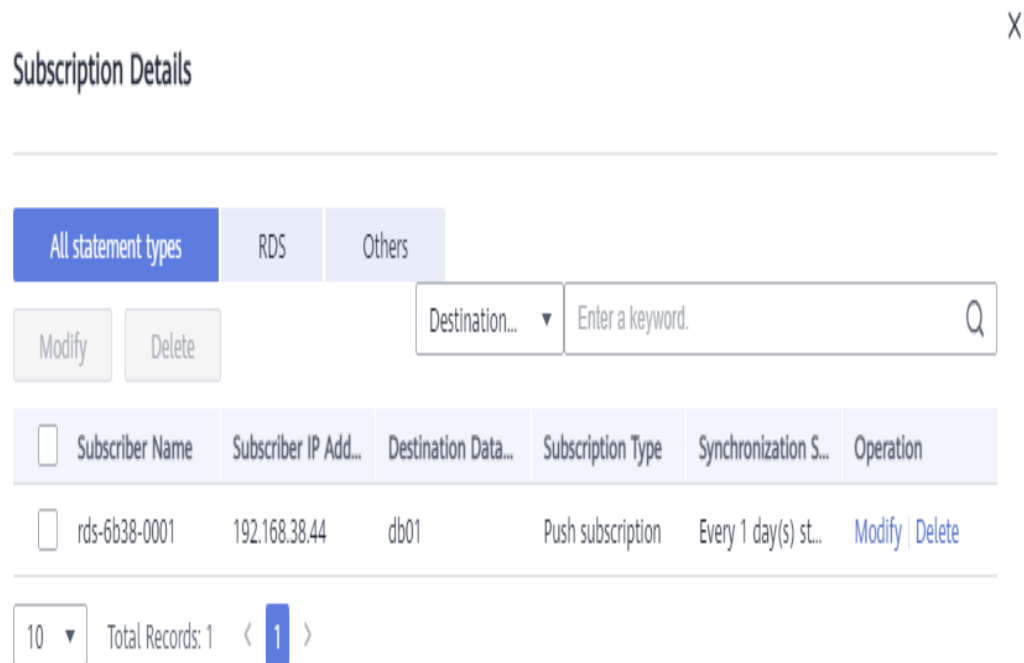 X
Subscription Details
All statement types RDS Others
Destination... ▼ Enter a keyword.
Modify Delete
Subscriber Name Subscriber IP Add... Destination Data... Subscription Type Synchronization S... Operation
rds-6b38-0001 192.168.38.44 db01 Push subscription Every 1 day(s) st... Modify | Delete
10 ▼ Total Records: 1 < 1 >